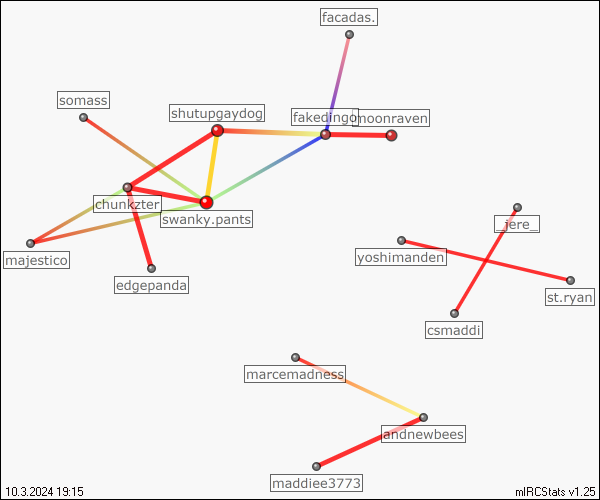 facadas.
somass
shutupgaydog
fakedingo
moonraven
chunkzter
swanky.pants
_jere_
majestico
yoshimanden
edgepanda
st.ryan
csmaddi
marcemadness
andnewbees
maddiee3773
10.3.2024 19:15
mIRCStats v1.25